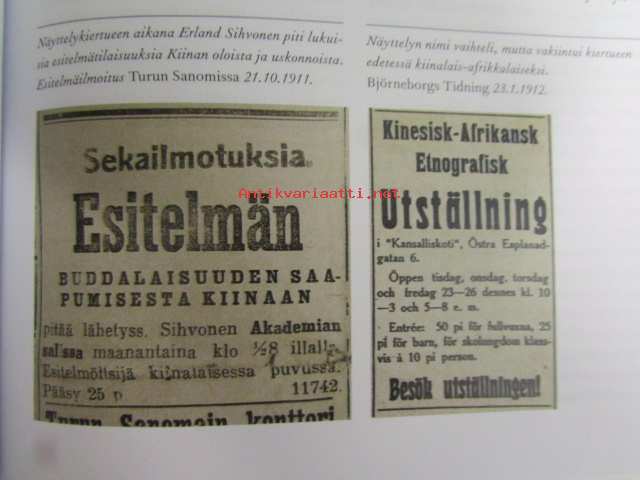 Näyttelykiertueen aikana Erland Sihvonen piti lukui-
sia esitelmätilaisuuksia Kiinan oloista ja uskonnoista.
Esitelmäilmoitus Turun Sanomissa 21.10.1911.
Sekailmotuksia.
Esitelmän
BUDDALAISUUDEN SAA-
PUMISESTA KIINAAN
pitää lähetyss. Sihvonen Akademian
salissa maanantaina klo ½8 illalla.
Esitelmöitsijä kiinalaisessa puvussa.
Pääsy 25 p 11742.
Turun Sanomain konttori
Näyttelyn nimi vaihteli, mutta vakiintui kiertueen
edetessä kiinalais-afrikkalaiseksi.
Björneborgs Tidning 23.1.1912.
Kinesisk-Afrikansk
Etnografisk
Utställning
i "Kansalliskoti", Östra Esplanad-
gatan 6.
Öppen tisdag, onsdag, torsdag
och fredag 23—26 dennes kl. 10
—3 och 5—8 e. m.
Entrée: 50 pi för fullvuxna, 25
pi för barn, för skolungdom klass-
vis à 10 pi person.
Besök utställningen!
Antikvariaatti.net